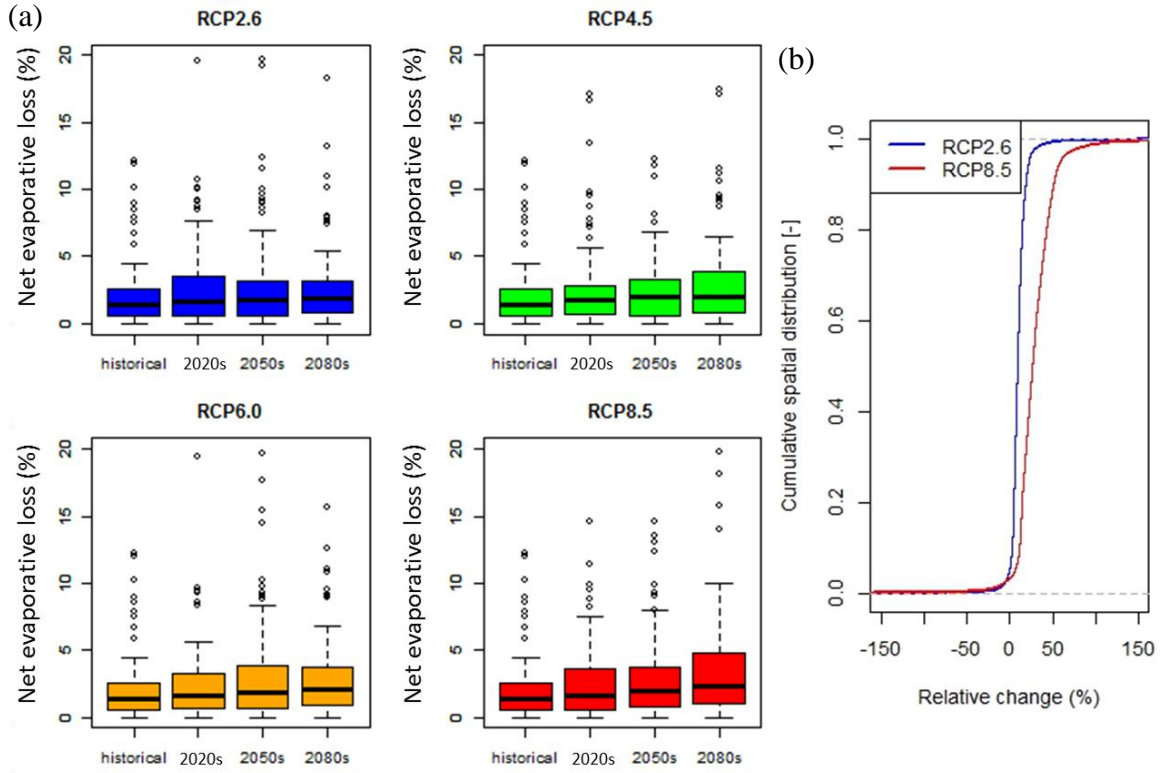 (a)
RCP2.6
Net evaporative loss (%)
20
15
10
5
0
historical 2020s 2050s 2080s
RCP4.5
Net evaporative loss (%)
20
15
10
5
0
historical 2020s 2050s 2080s
RCP6.0
Net evaporative loss (%)
20
15
10
5
0
historical 2020s 2050s 2080s
RCP8.5
Net evaporative loss (%)
20
15
10
5
0
historical 2020s 2050s 2080s
(b)
RCP2.6
RCP8.5
Cumulative spatial distribution [-]
1.0
0.8
0.6
0.4
0.2
0.0
-150 -50 0 50 150
Relative change (%)